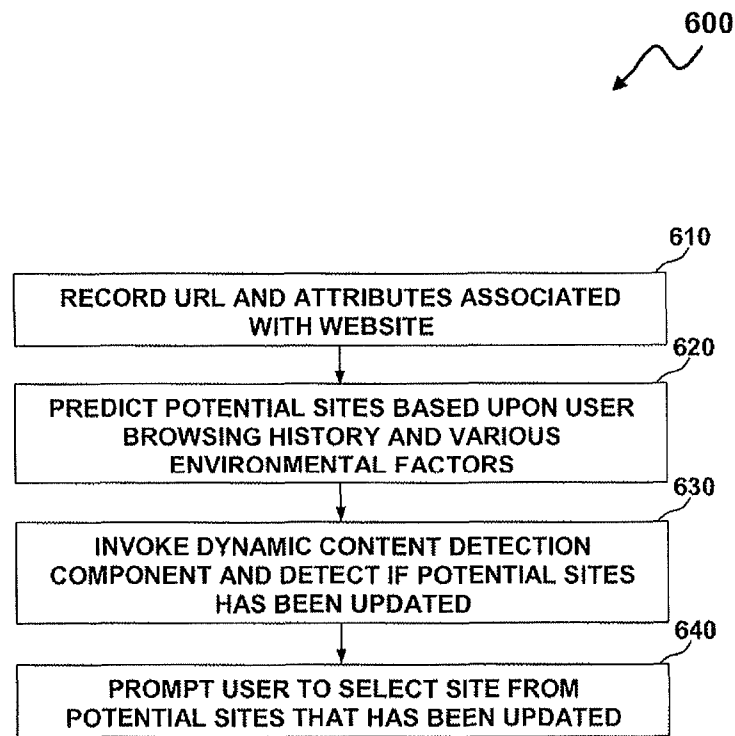 600
610
RECORD URL AND ATTRIBUTES ASSOCIATED
WITH WEBSITE
620
PREDICT POTENTIAL SITES BASED UPON USER
BROWSING HISTORY AND VARIOUS
ENVIRONMENTAL FACTORS
630
INVOKE DYNAMIC CONTENT DETECTION
COMPONENT AND DETECT IF POTENTIAL SITES
HAS BEEN UPDATED
640
PROMPT USER TO SELECT SITE FROM
POTENTIAL SITES THAT HAS BEEN UPDATED